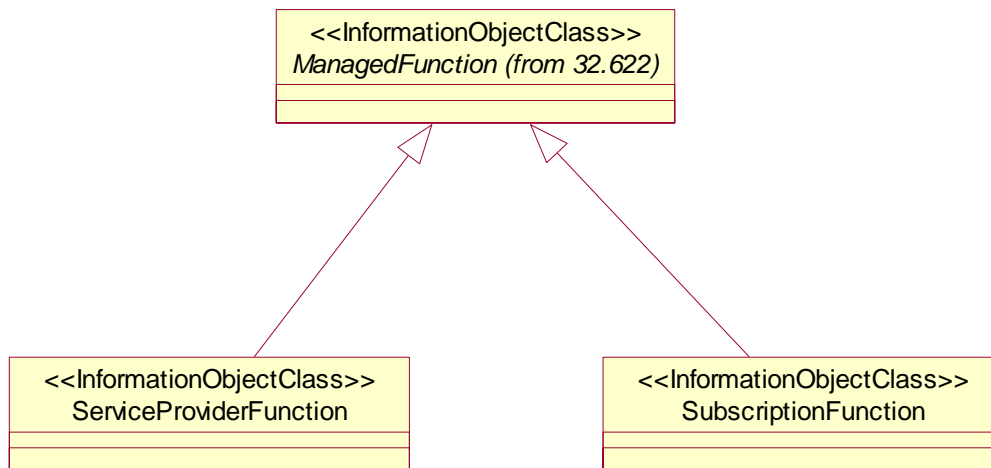 <<InformationObjectClass>>
ManagedFunction (from 32.622)
<<InformationObjectClass>>
ServiceProviderFunction
<<InformationObjectClass>>
SubscriptionFunction